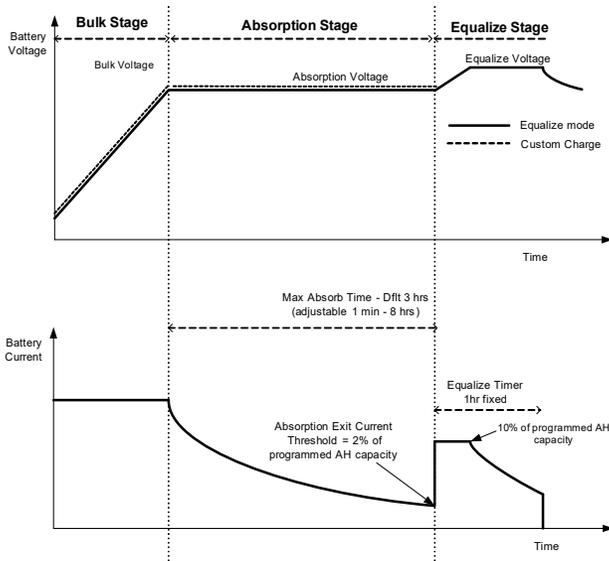 Bulk Stage
Absorption Stage
Equalize Stage
Battery
Voltage
Bulk Voltage
Absorption Voltage
Equalize Voltage
Equalize mode
Custom Charge
Time
Max Absorb Time - Dflt 3 hrs
(adjustable 1 min - 8 hrs)
Battery
Current
Equalize Timer
1hr fixed
Absorption Exit Current
Threshold = 2% of
programmed AH capacity
10% of programmed AH
capacity
Time